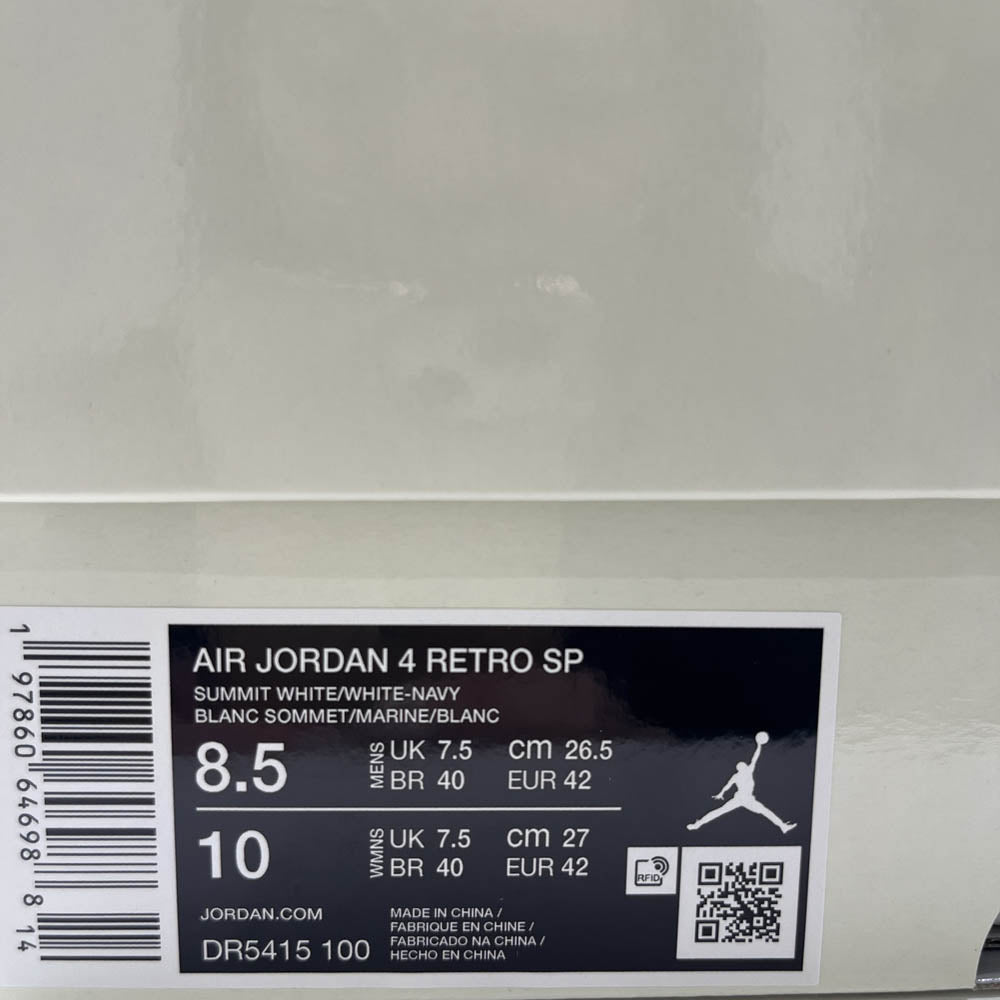 AIR JORDAN 4 RETRO SP
SUMMIT WHITE/WHITE-NAVY
BLANC SOMMET/MARINE/BLANC
8.5 MENS UK 7.5 cm 26.5
BR 40 EUR 42
10 WMNS UK 7.5 cm 27
BR 40 EUR 42
RFID
JORDAN.COM
DR5415 100
MADE IN CHINA /
FABRIQUE EN CHINE /
FABRICADO NA CHINA /
HECHO EN CHINA
1 97860 64698 8 14